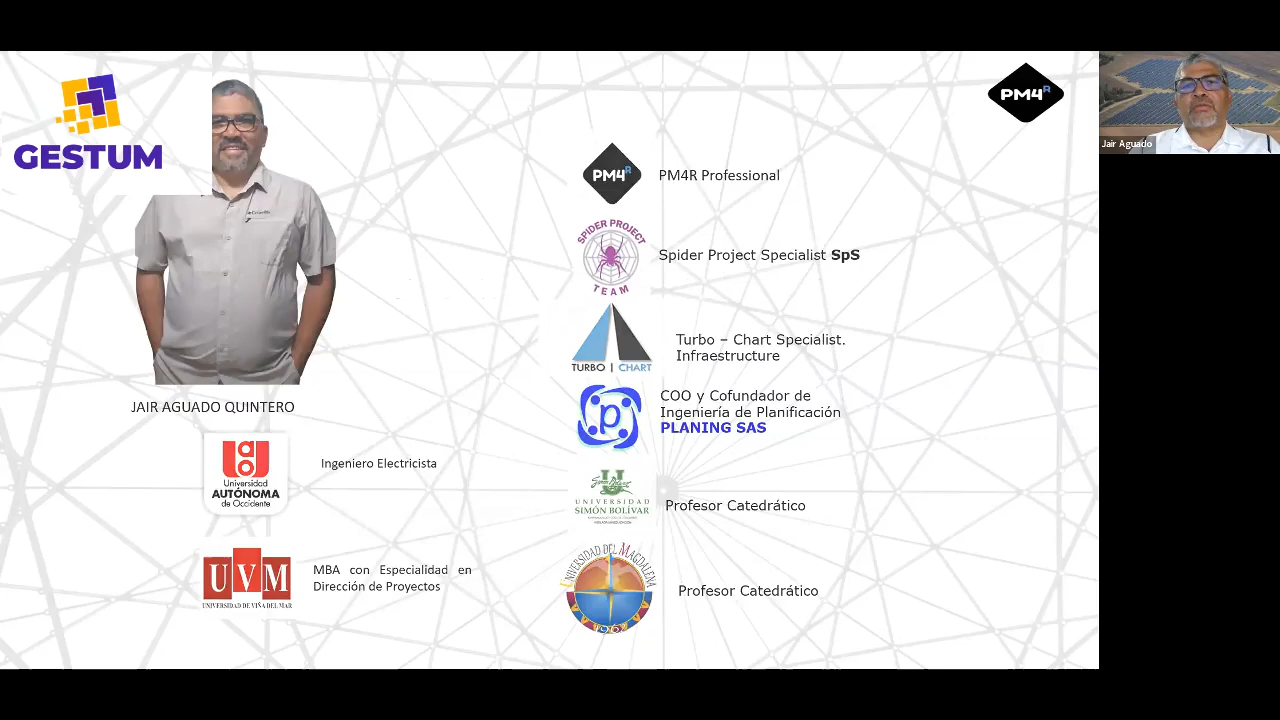 GESTUM
JAIR AGUADO QUINTERO
Universidad
AUTÓNOMA
de Occidente
Ingeniero Electricista
UVM
UNIVERSIDAD DE VIÑA DEL MAR
MBA con Especialidad en
Dirección de Proyectos
PM4R
PM4R Professional
SPIDER PROJECT
TEAM
Spider Project Specialist SpS
TURBO | CHART
Turbo – Chart Specialist.
Infraestructure
p
COO y Cofundador de
Ingeniería de Planificación
PLANING SAS
UNIVERSIDAD
SIMÓN BOLÍVAR
Profesor Catedrático
UNIVERSIDAD DEL MAGDALENA
Profesor Catedrático
PM4R
Jair Aguado